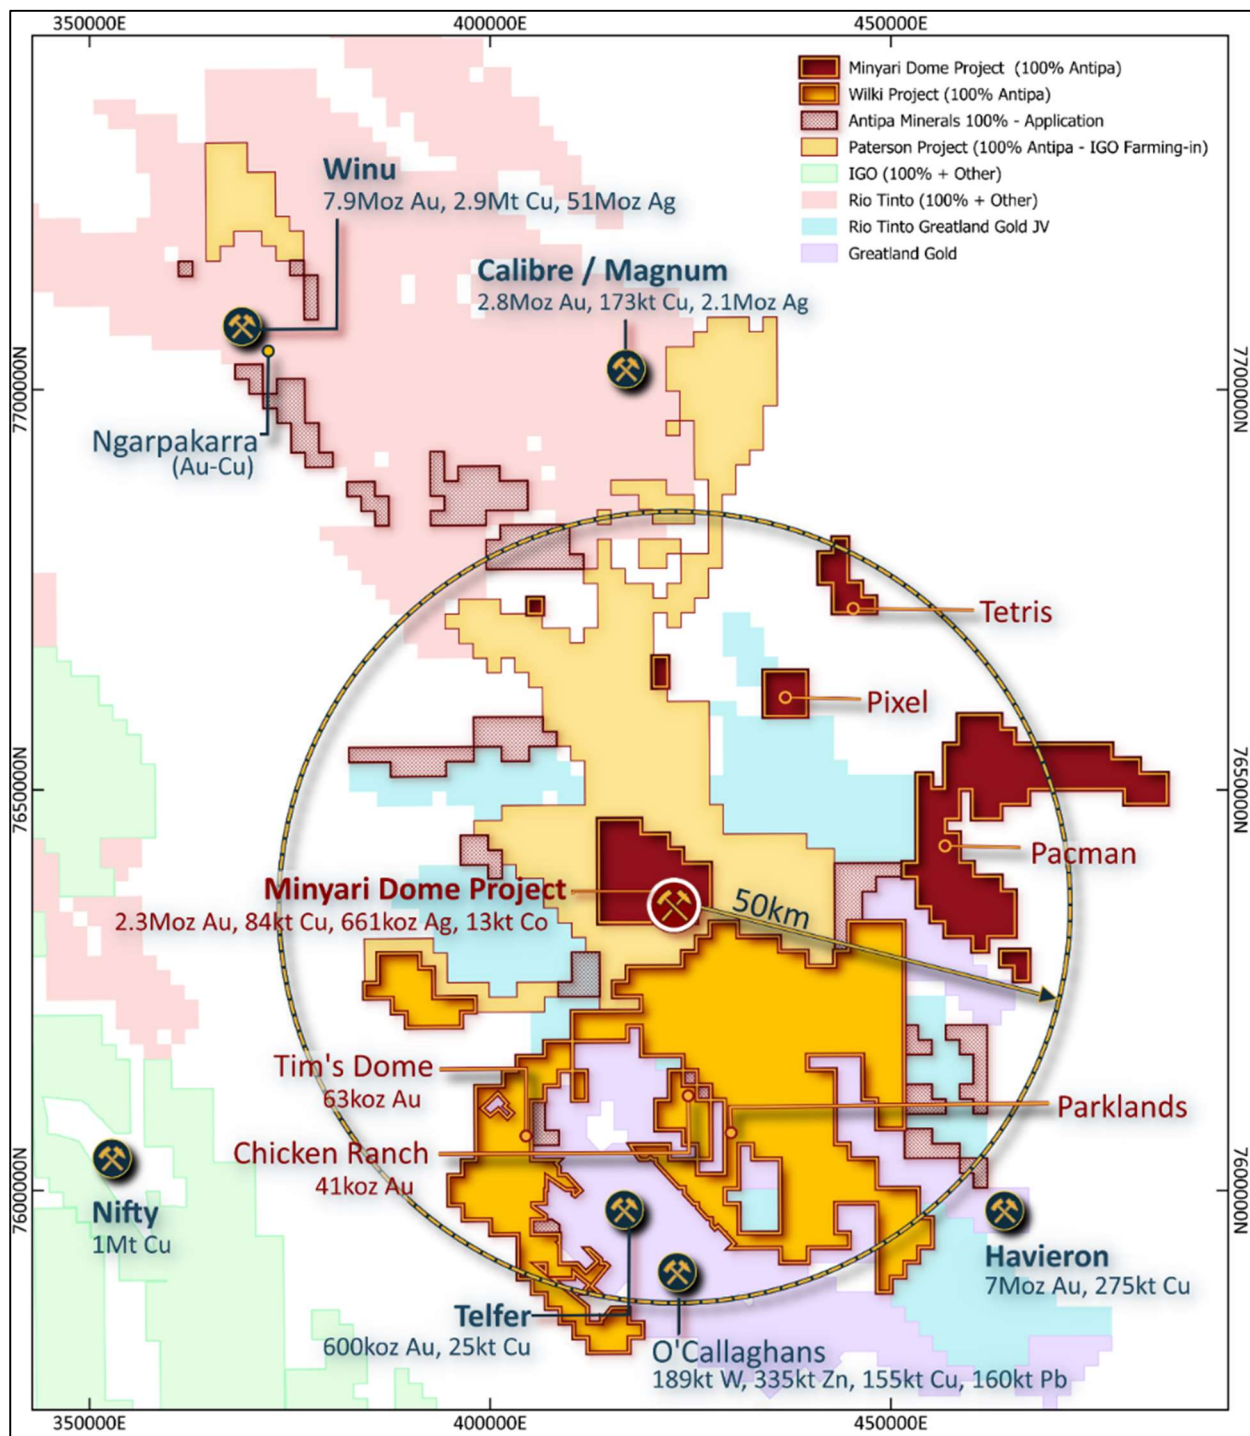 350000E
400000E
450000E
Minyari Dome Project (100% Antipa)
Wilki Project (100% Antipa)
Antipa Minerals 100% - Application
Paterson Project (100% Antipa - IGO Farming-in)
IGO (100% + Other)
Rio Tinto (100% + Other)
Rio Tinto Greatland Gold JV
Greatland Gold
Winu
7.9Moz Au, 2.9Mt Cu, 51Moz Ag
Calibre / Magnum
2.8Moz Au, 173kt Cu, 2.1Moz Ag
7700000N
7700000N
Ngarpakarra
(Au-Cu)
Tetris
Pixel
7650000N
7650000N
Pacman
Minyari Dome Project
2.3Moz Au, 84kt Cu, 661koz Ag, 13kt Co
50km
Tim's Dome
63koz Au
Parklands
Chicken Ranch
41koz Au
7600000N
7600000N
Nifty
1Mt Cu
Havieron
7Moz Au, 275kt Cu
Telfer
600koz Au, 25kt Cu
O'Callaghans
189kt W, 335kt Zn, 155kt Cu, 160kt Pb
350000E
400000E
450000E